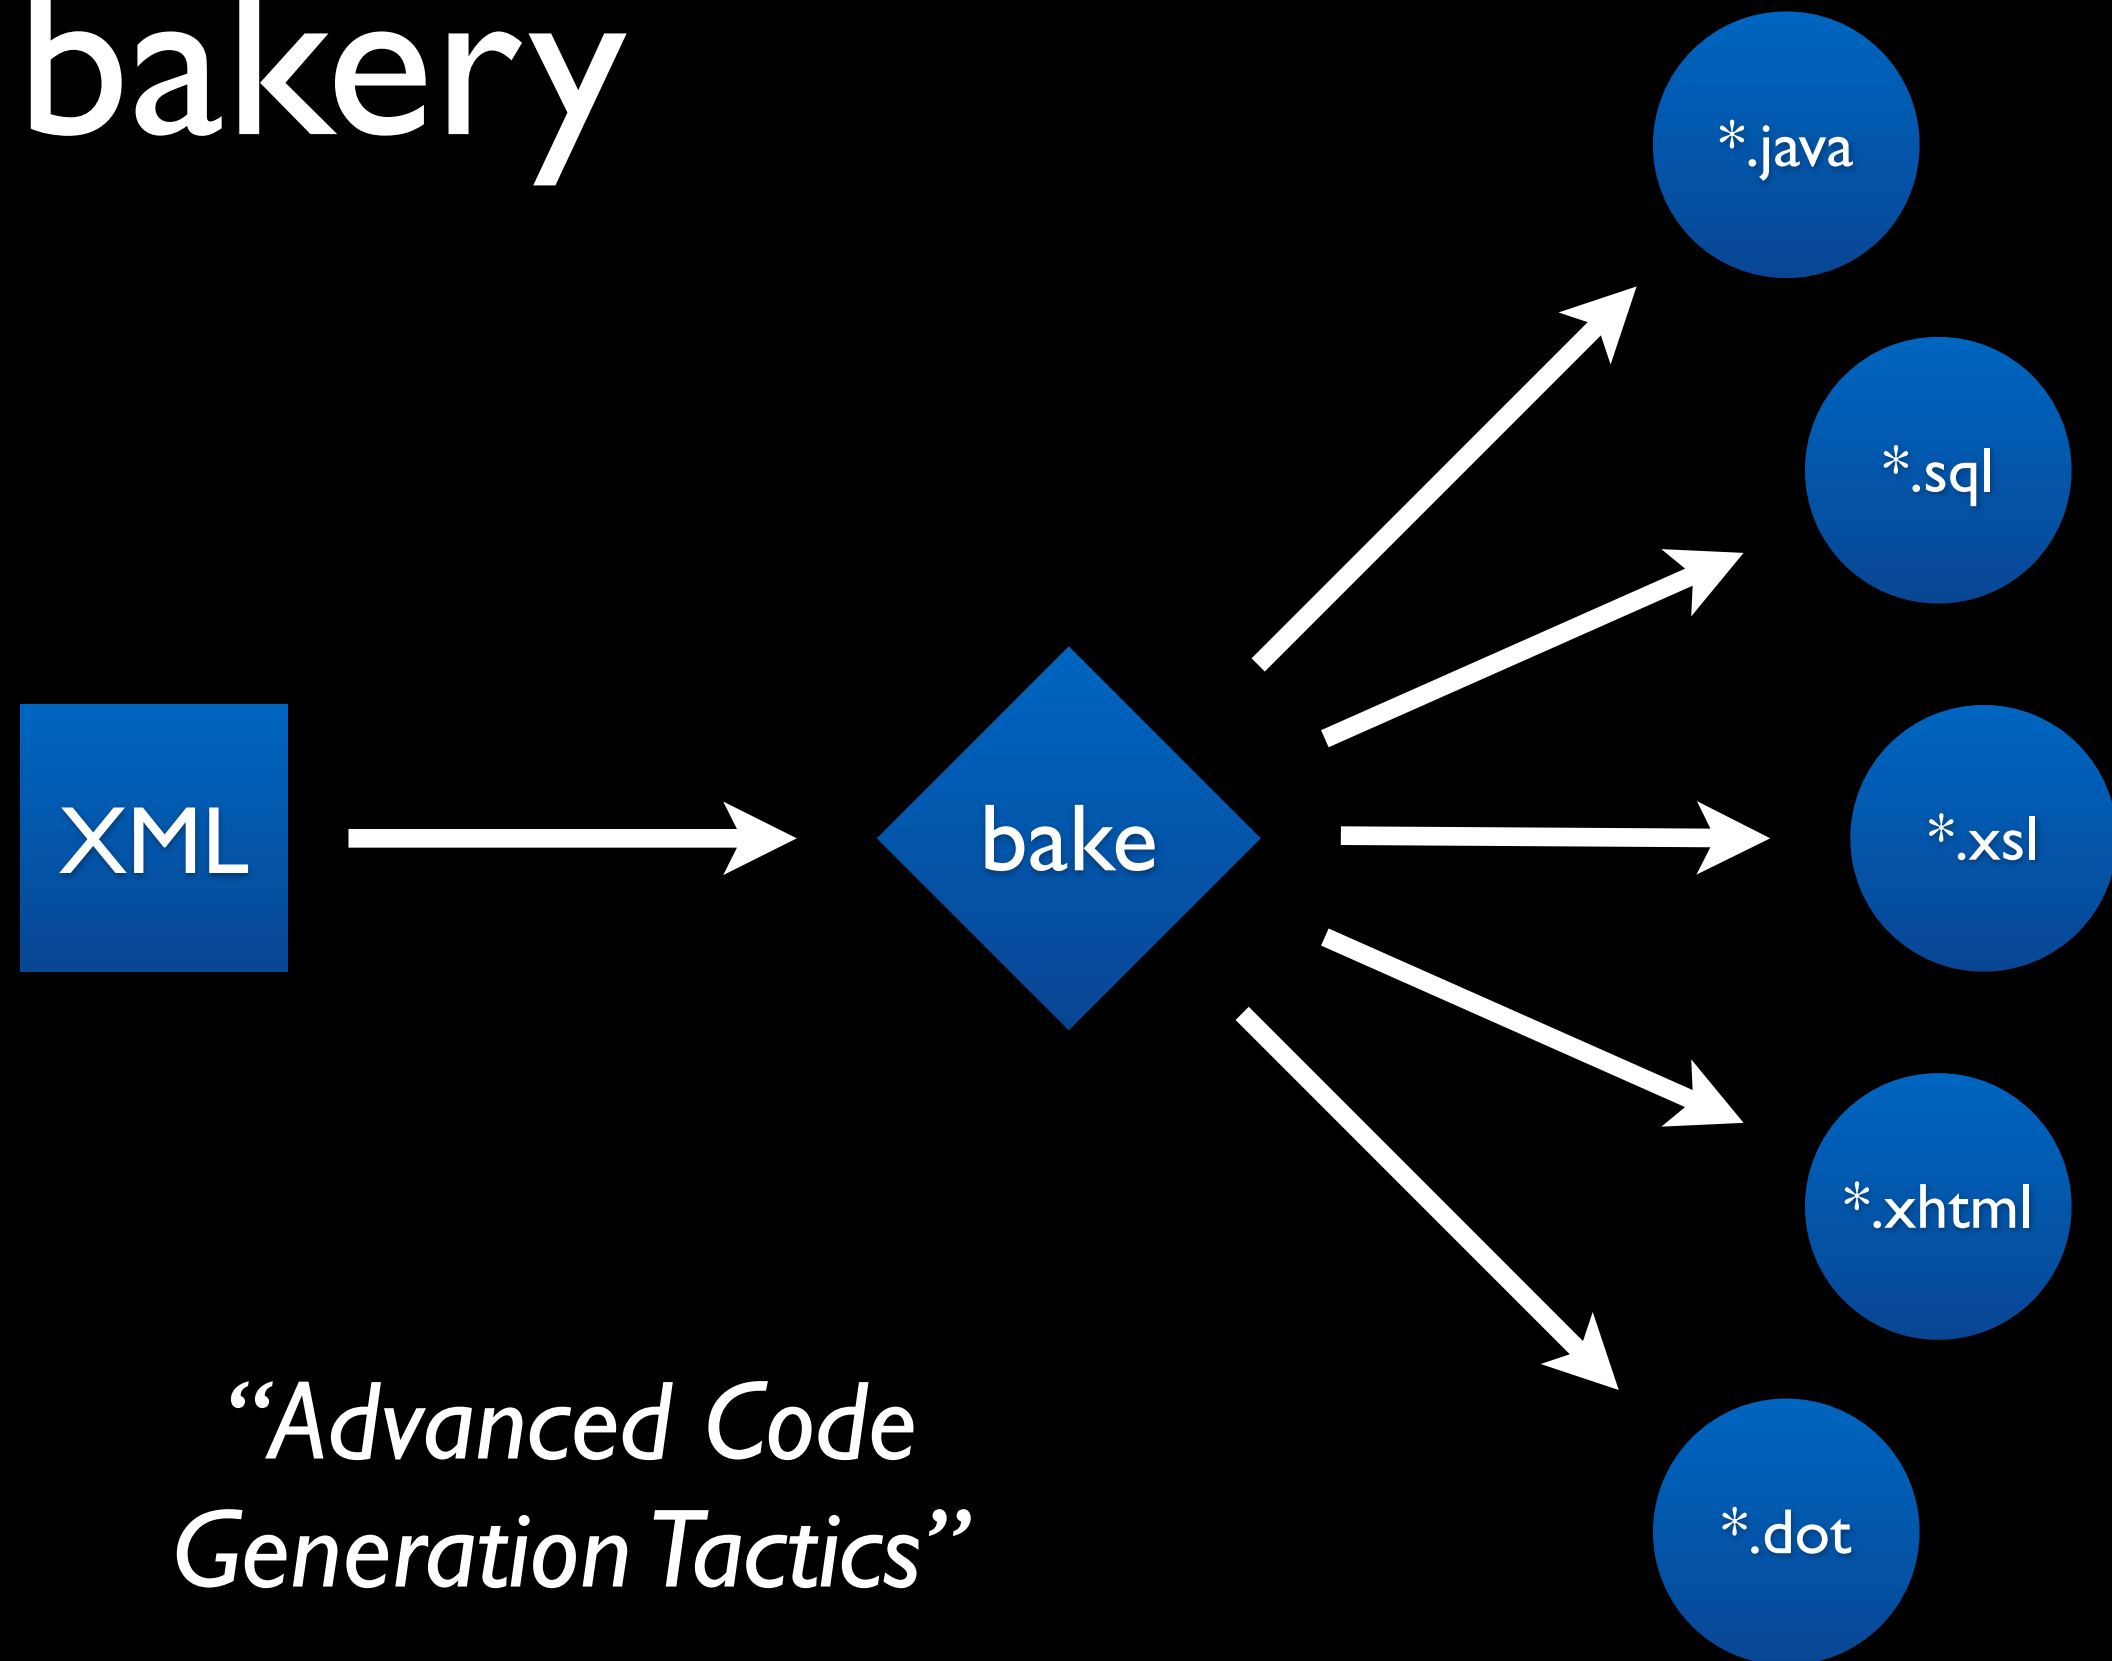 bakery
*.java
*.sql
XML
bake
*.xsl
*.xhtml
“Advanced Code
Generation Tactics”
*.dot